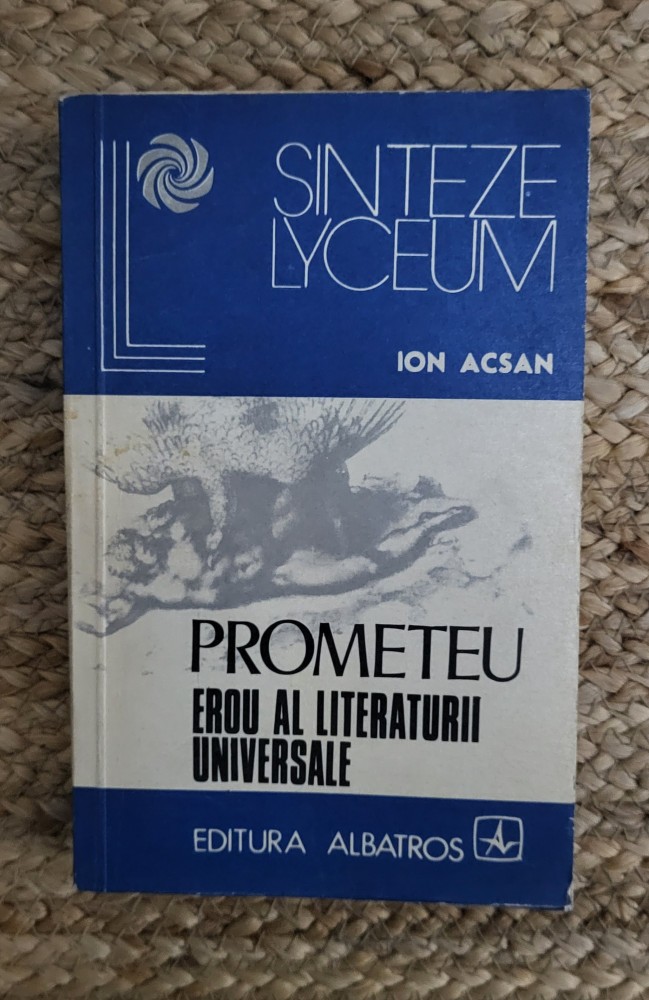 SINTEZE
LYCEUM
ION ACSAN
PROMETEU
EROU AL LITERATURII
UNIVERSALE
EDITURA ALBATROS